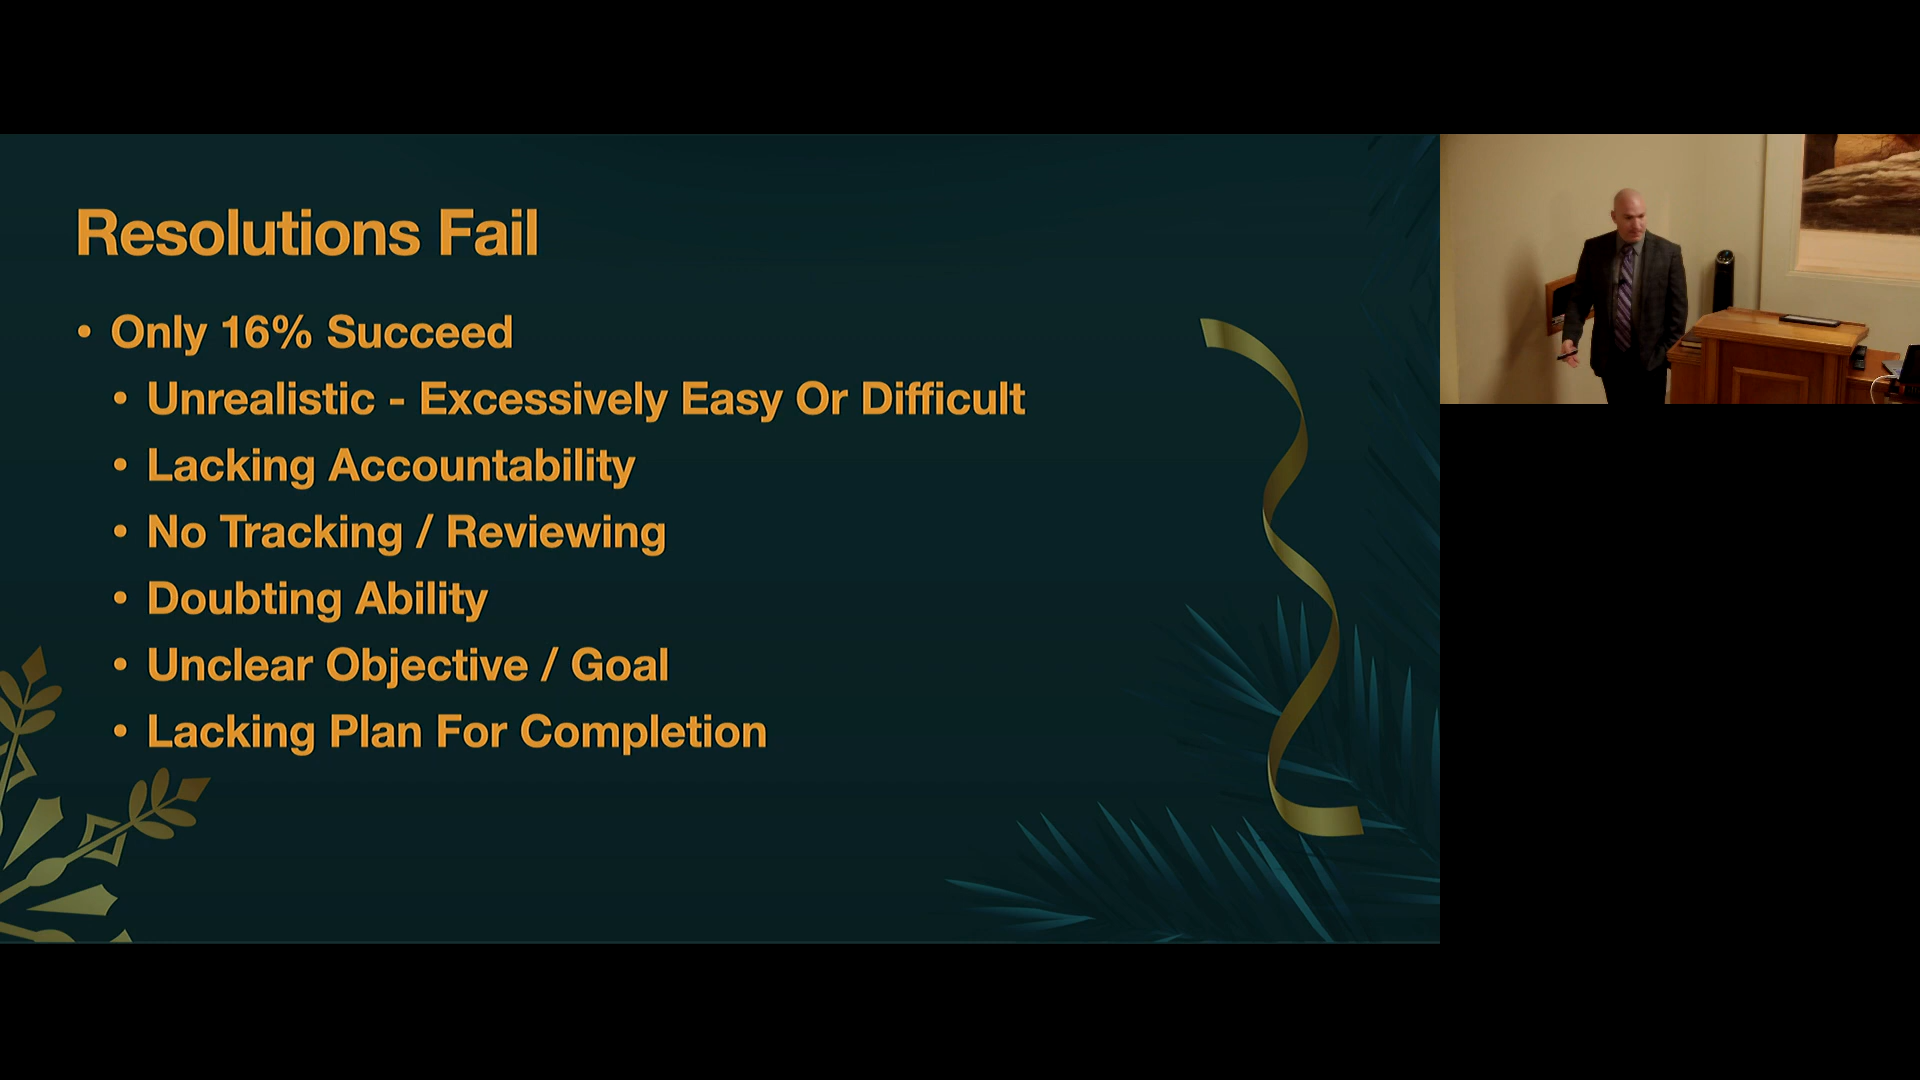 Resolutions Fail
• Only 16% Succeed
• Unrealistic - Excessively Easy Or Difficult
• Lacking Accountability
• No Tracking / Reviewing
• Doubting Ability
• Unclear Objective / Goal
• Lacking Plan For Completion